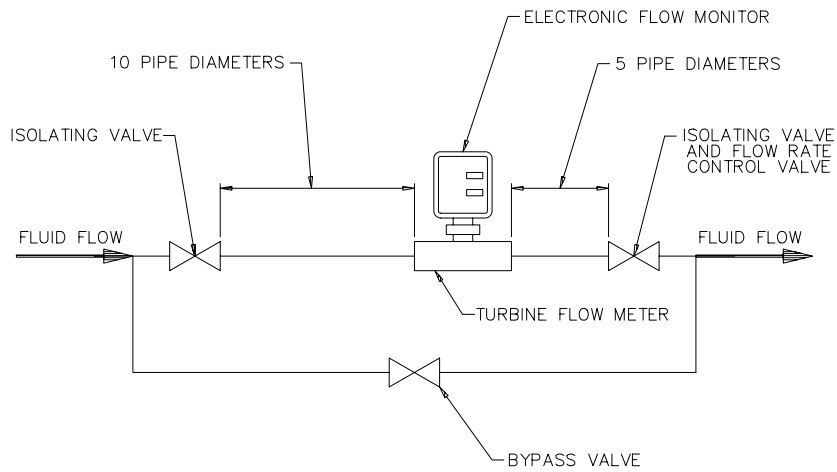 ELECTRONIC FLOW MONITOR
10 PIPE DIAMETERS
5 PIPE DIAMETERS
ISOLATING VALVE
ISOLATING VALVE
AND FLOW RATE
CONTROL VALVE
FLUID FLOW
FLUID FLOW
TURBINE FLOW METER
BYPASS VALVE